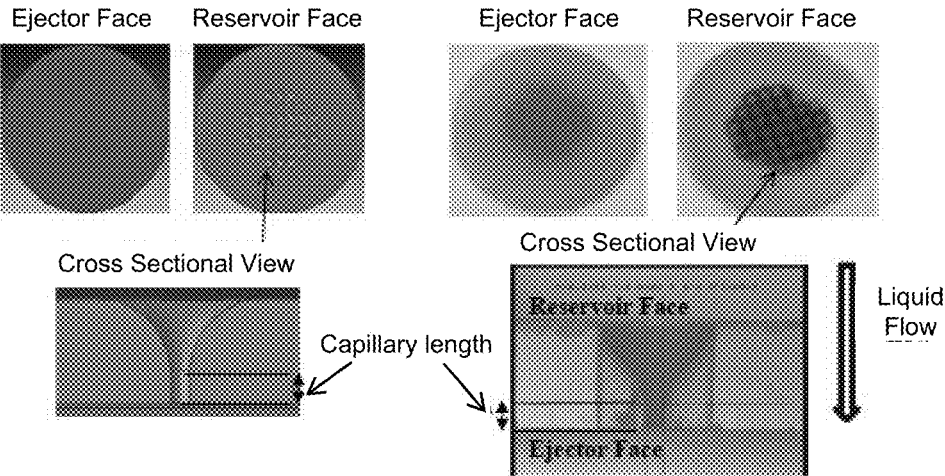 Ejector Face
Reservoir Face
Ejector Face
Reservoir Face
Cross Sectional View
Cross Sectional View
Reservoir Face
Capillary length
Liquid
Flow
Ejector Face